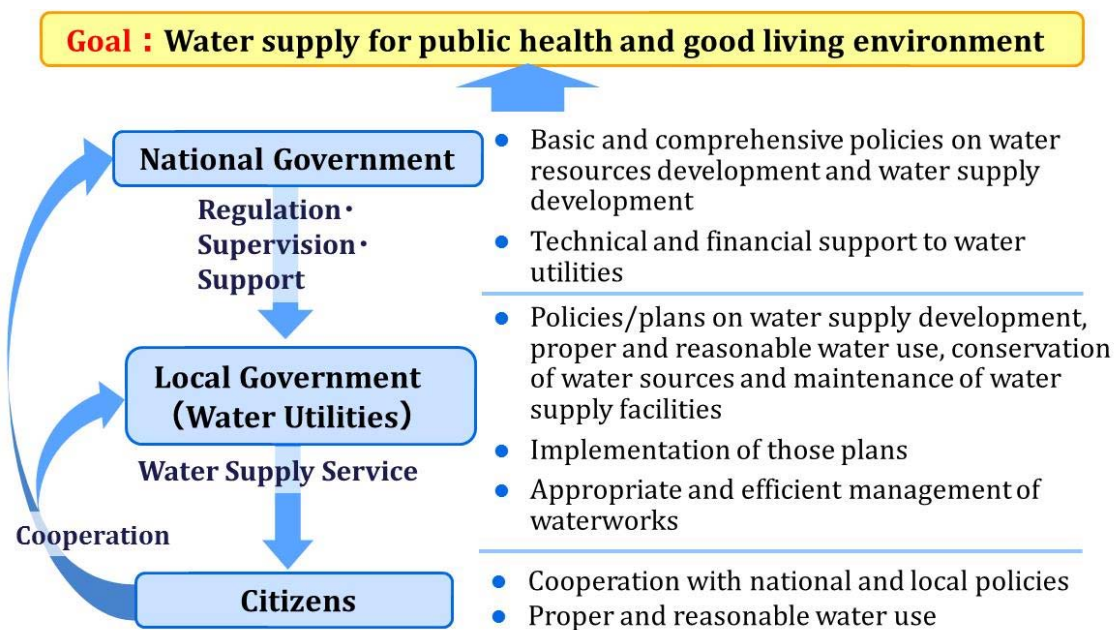 Goal：Water supply for public health and good living environment
National Government
Regulation・
Supervision・
Support
• Basic and comprehensive policies on water
resources development and water supply
development
• Technical and financial support to water
utilities
Local Government
（Water Utilities）
Water Supply Service
• Policies/plans on water supply development,
proper and reasonable water use, conservation
of water sources and maintenance of water
supply facilities
• Implementation of those plans
• Appropriate and efficient management of
waterworks
Cooperation
Citizens
• Cooperation with national and local policies
• Proper and reasonable water use